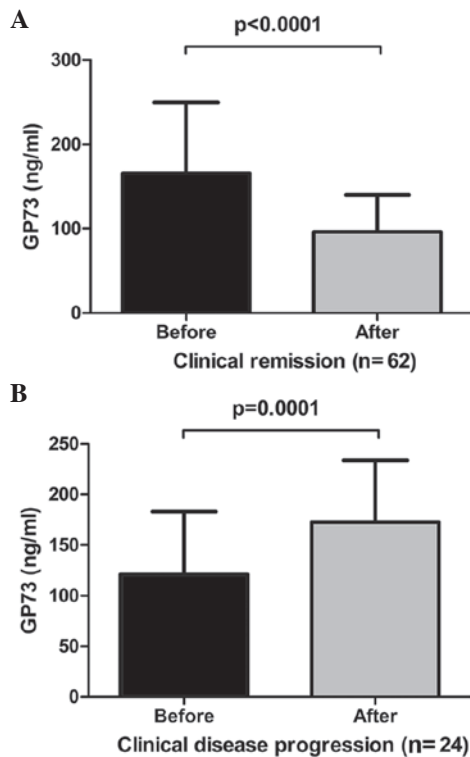 A
p<0.0001
GP73 (ng/ml)
300
200
100
0
Before After
Clinical remission (n=62)
B
p=0.0001
GP73 (ng/ml)
250
200
150
100
50
0
Before After
Clinical disease progression (n=24)